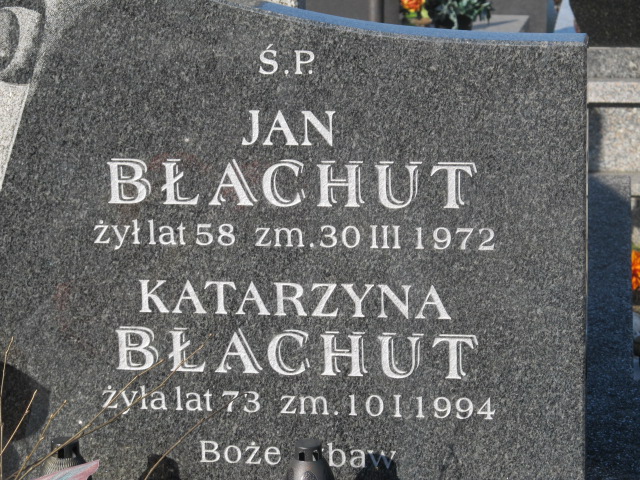 Ś.P.
JAN
BŁACHUT
żył lat 58 zm. 30 III 1972
KATARZYNA
BŁACHUT
żyła lat 73 zm. 10 I 1994
Boże